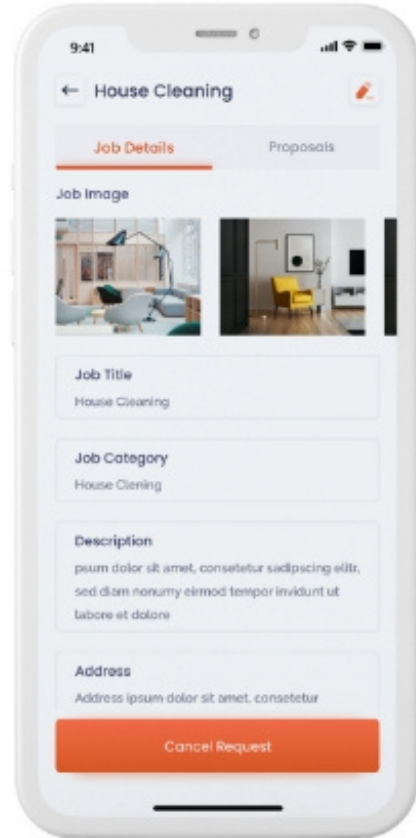 9:41
House Cleaning
Job Details
Proposals
Job Image
Job Title
House Cleaning
Job Category
House Clening
Description
psum dolor sit amet, consetetur sadipscing elitr,
sed diam nonumy eirmod tempor invidunt ut
labore et dolore
Address
Address ipsum dolor sit amet, consetetur
Cancel Request